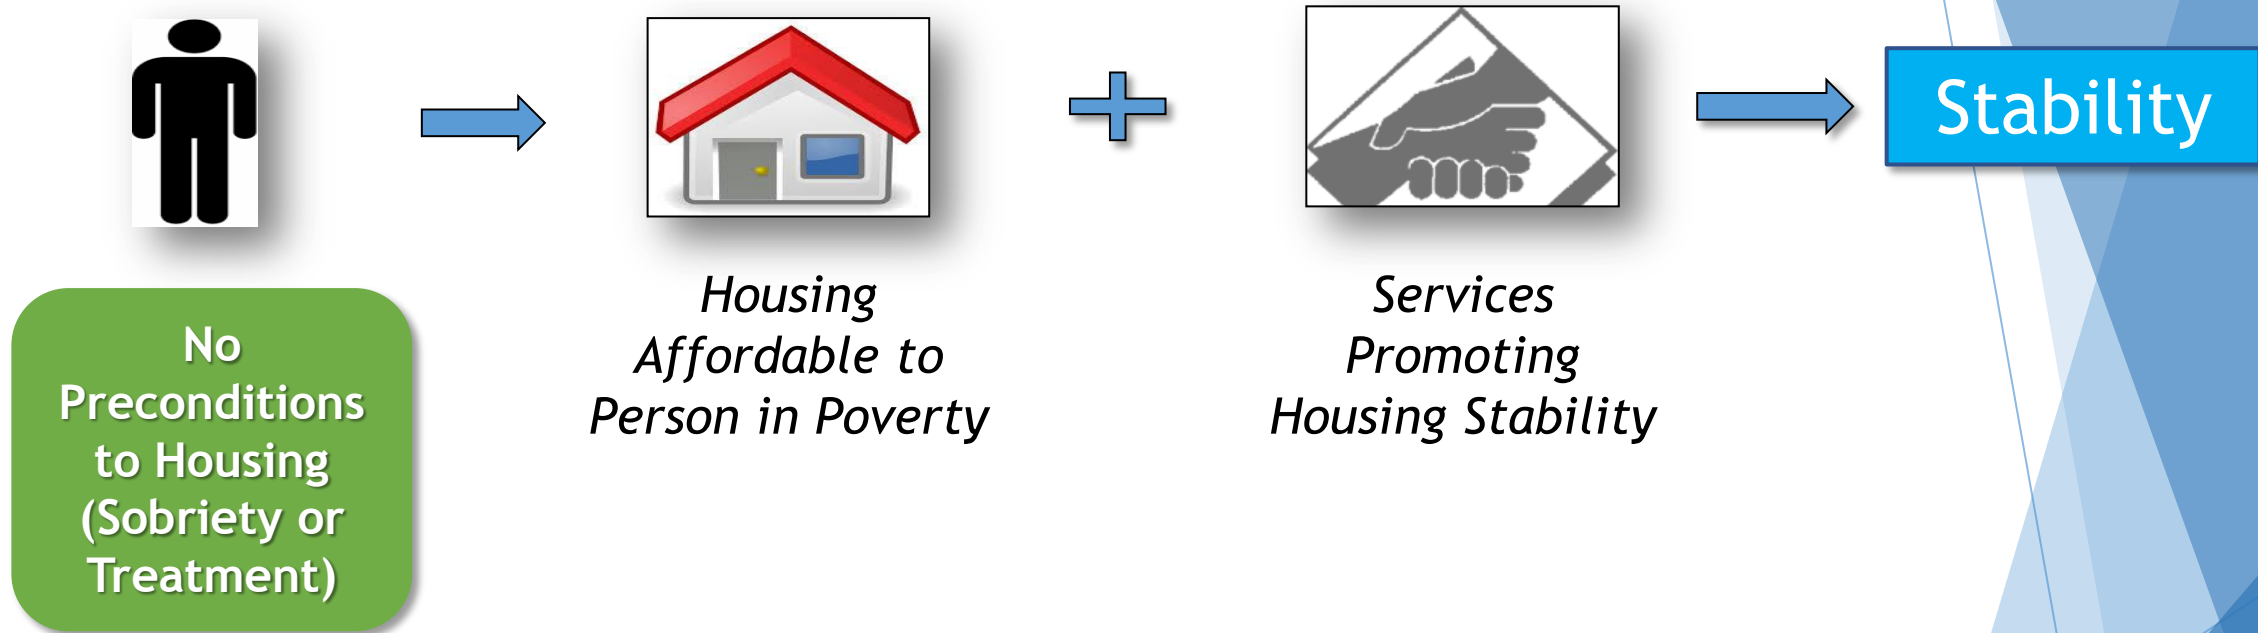 No
Preconditions
to Housing
(Sobriety or
Treatment)
Housing
Affordable to
Person in Poverty
Services
Promoting
Housing Stability
Stability